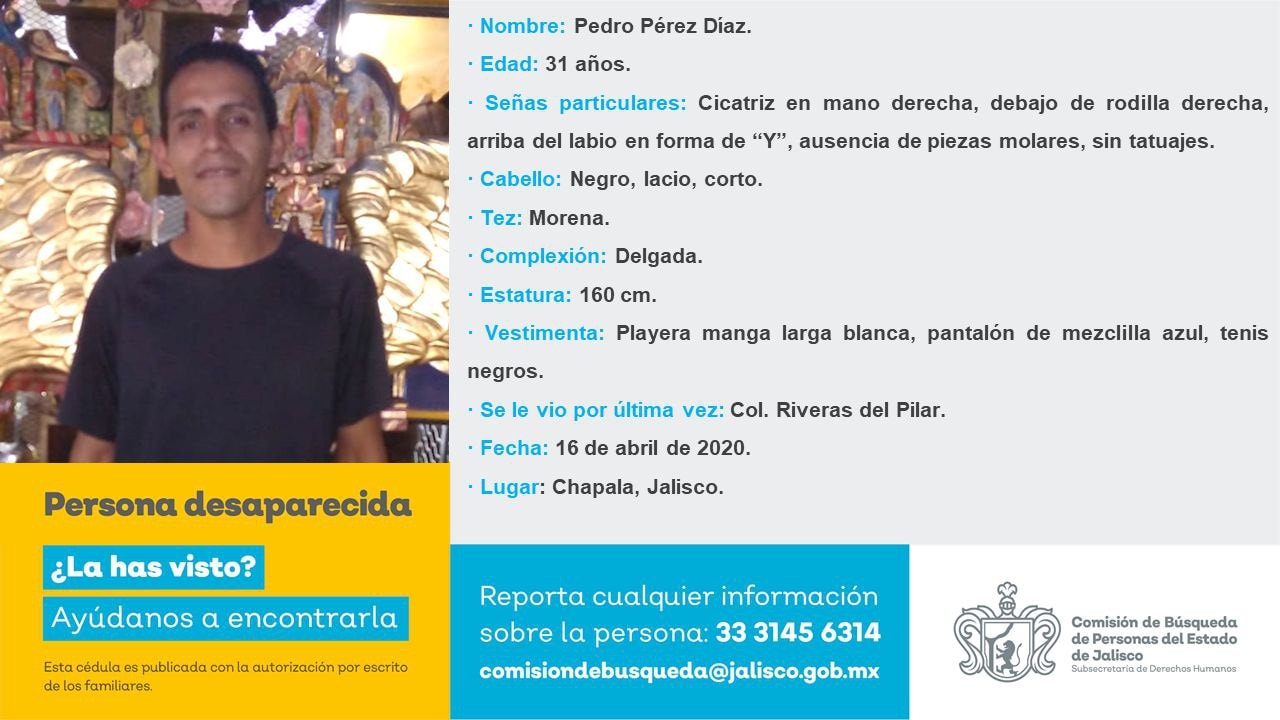 · Nombre: Pedro Pérez Díaz.
· Edad: 31 años.
· Señas particulares: Cicatriz en mano derecha, debajo de rodilla derecha,
arriba del labio en forma de “Y”, ausencia de piezas molares, sin tatuajes.
· Cabello: Negro, lacio, corto.
· Tez: Morena.
· Complexión: Delgada.
· Estatura: 160 cm.
· Vestimenta: Playera manga larga blanca, pantalón de mezclilla azul, tenis
negros.
· Se le vio por última vez: Col. Riveras del Pilar.
· Fecha: 16 de abril de 2020.
· Lugar: Chapala, Jalisco.
Persona desaparecida
¿La has visto?
Ayúdanos a encontrarla
Esta cédula es publicada con la autorización por escrito
de los familiares.
Reporta cualquier información
sobre la persona: 33 3145 6314
comisiondebusqueda@jalisco.gob.mx
Comisión de Búsqueda
de Personas del Estado
de Jalisco
Subsecretaría de Derechos Humanos